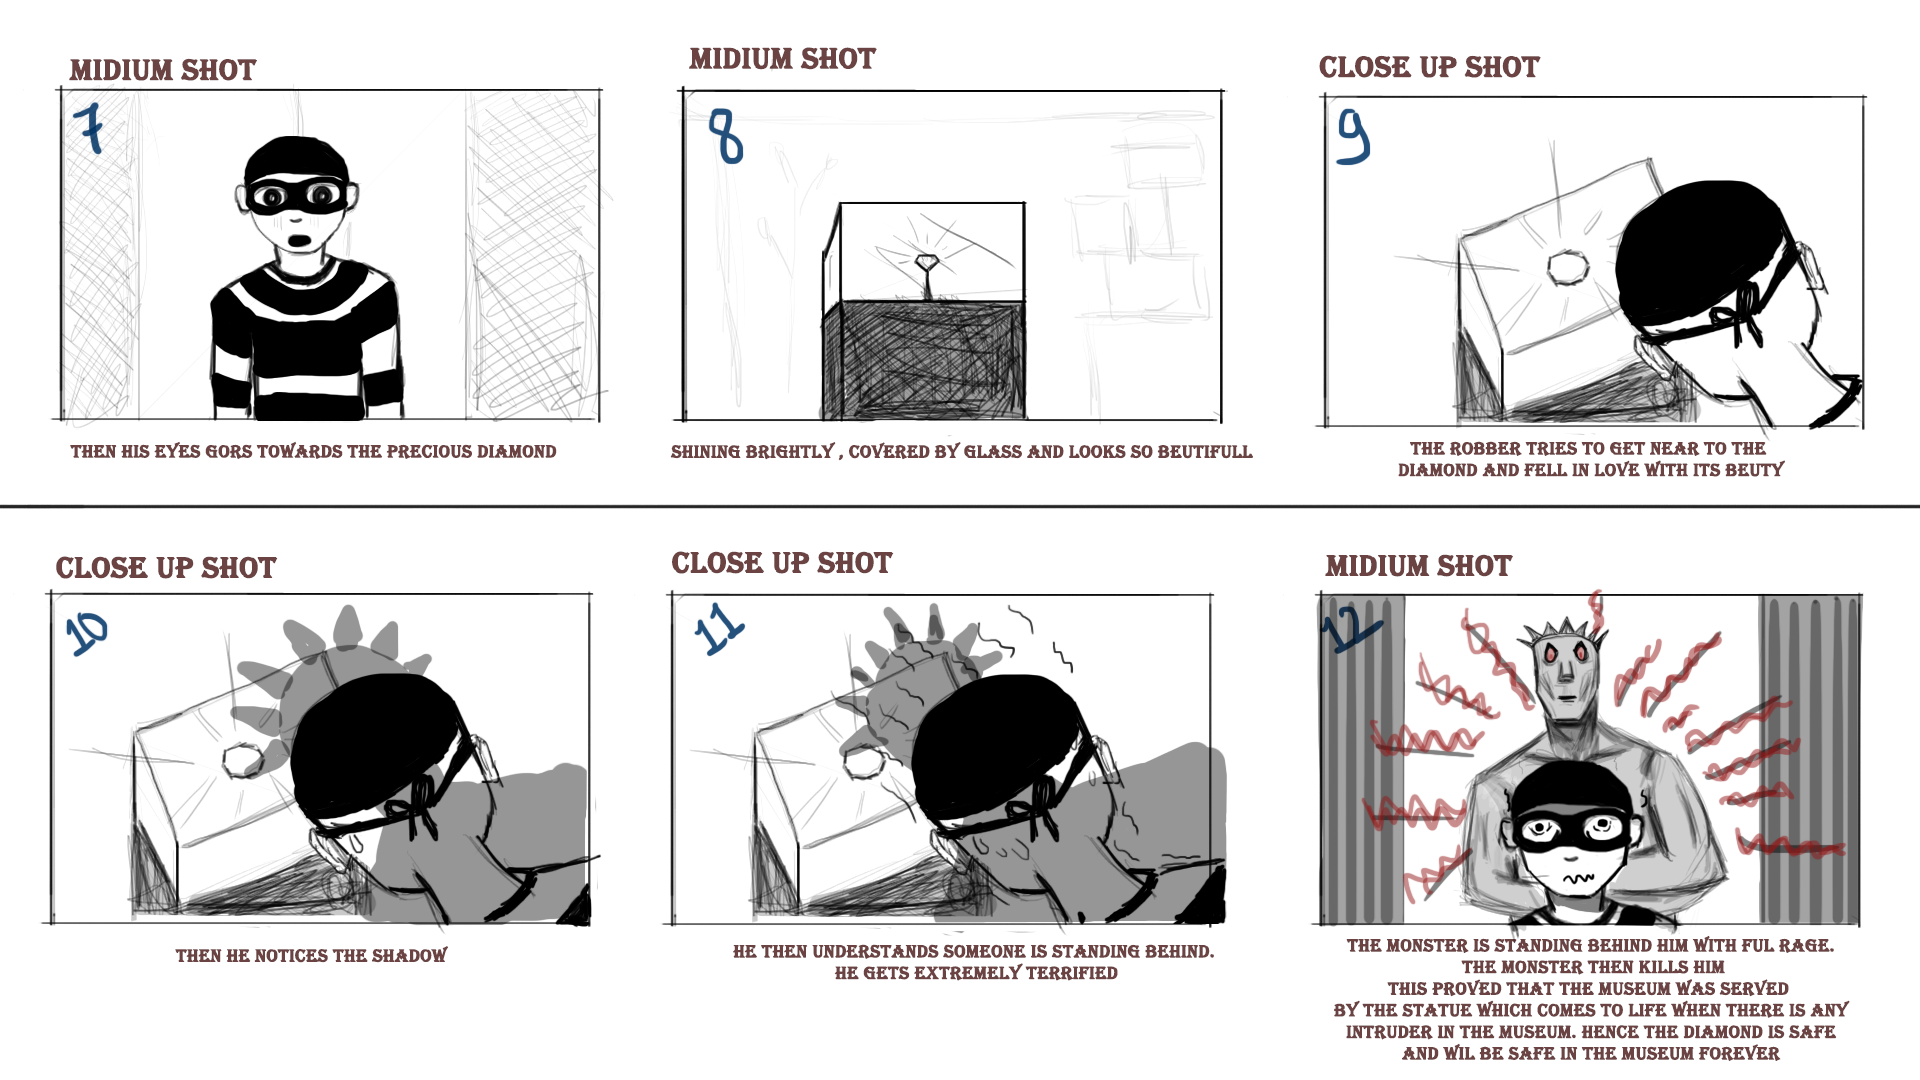 MIDIUM SHOT
7
THEN HIS EYES GORS TOWARDS THE PRECIOUS DIAMOND
MIDIUM SHOT
8
SHINING BRIGHTLY , COVERED BY GLASS AND LOOKS SO BEUTIFULL
CLOSE UP SHOT
9
THE ROBBER TRIES TO GET NEAR TO THE
DIAMOND AND FELL IN LOVE WITH ITS BEUTY
CLOSE UP SHOT
10
THEN HE NOTICES THE SHADOW
CLOSE UP SHOT
11
HE THEN UNDERSTANDS SOMEONE IS STANDING BEHIND.
HE GETS EXTREMELY TERRIFIED
MIDIUM SHOT
12
THE MONSTER IS STANDING BEHIND HIM WITH FUL RAGE.
THE MONSTER THEN KILLS HIM
THIS PROVED THAT THE MUSEUM WAS SERVED
BY THE STATUE WHICH COMES TO LIFE WHEN THERE IS ANY
INTRUDER IN THE MUSEUM. HENCE THE DIAMOND IS SAFE
AND WIL BE SAFE IN THE MUSEUM FOREVER